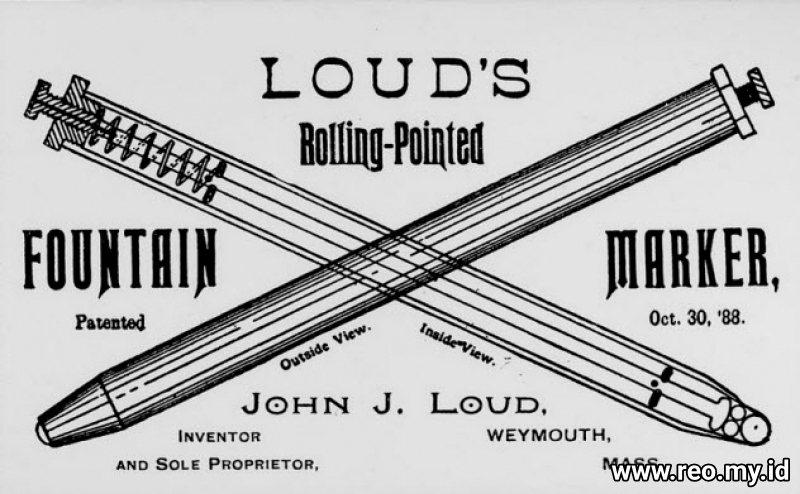 LOUD'S
Rolling-Pointed
FOUNTAIN MARKER,
Patented Oct. 30, '88.
Outside View. Inside View.
JOHN J. LOUD,
INVENTOR WEYMOUTH,
AND SOLE PROPRIETOR, MASS.
www.reo.my.id